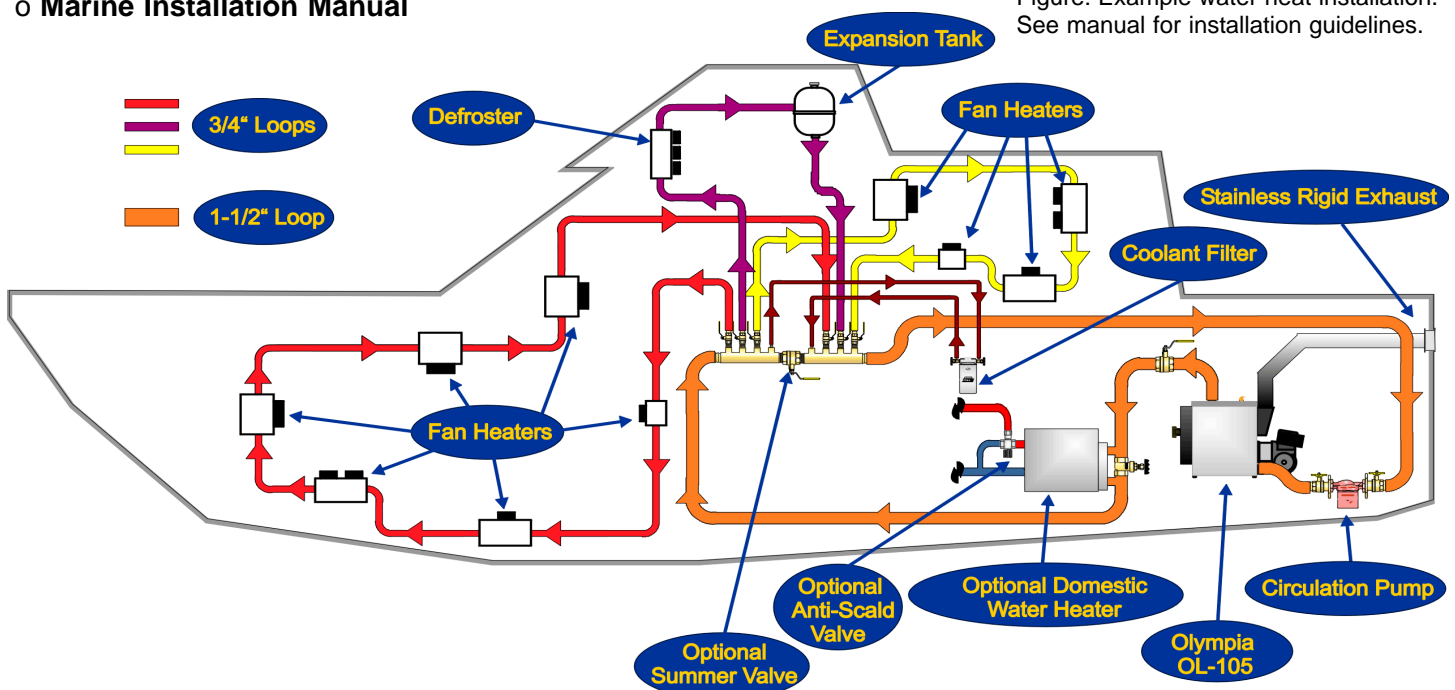 o Marine Installation Manual
Figure: Example water heat installation.
See manual for installation guidelines.
Expansion Tank
Defroster
Fan Heaters
3/4“ Loops
Stainless Rigid Exhaust
1-1/2“ Loop
Coolant Filter
Fan Heaters
Optional
Anti-Scald
Valve
Optional Domestic
Water Heater
Circulation Pump
Optional
Summer Valve
Olympia
OL-105